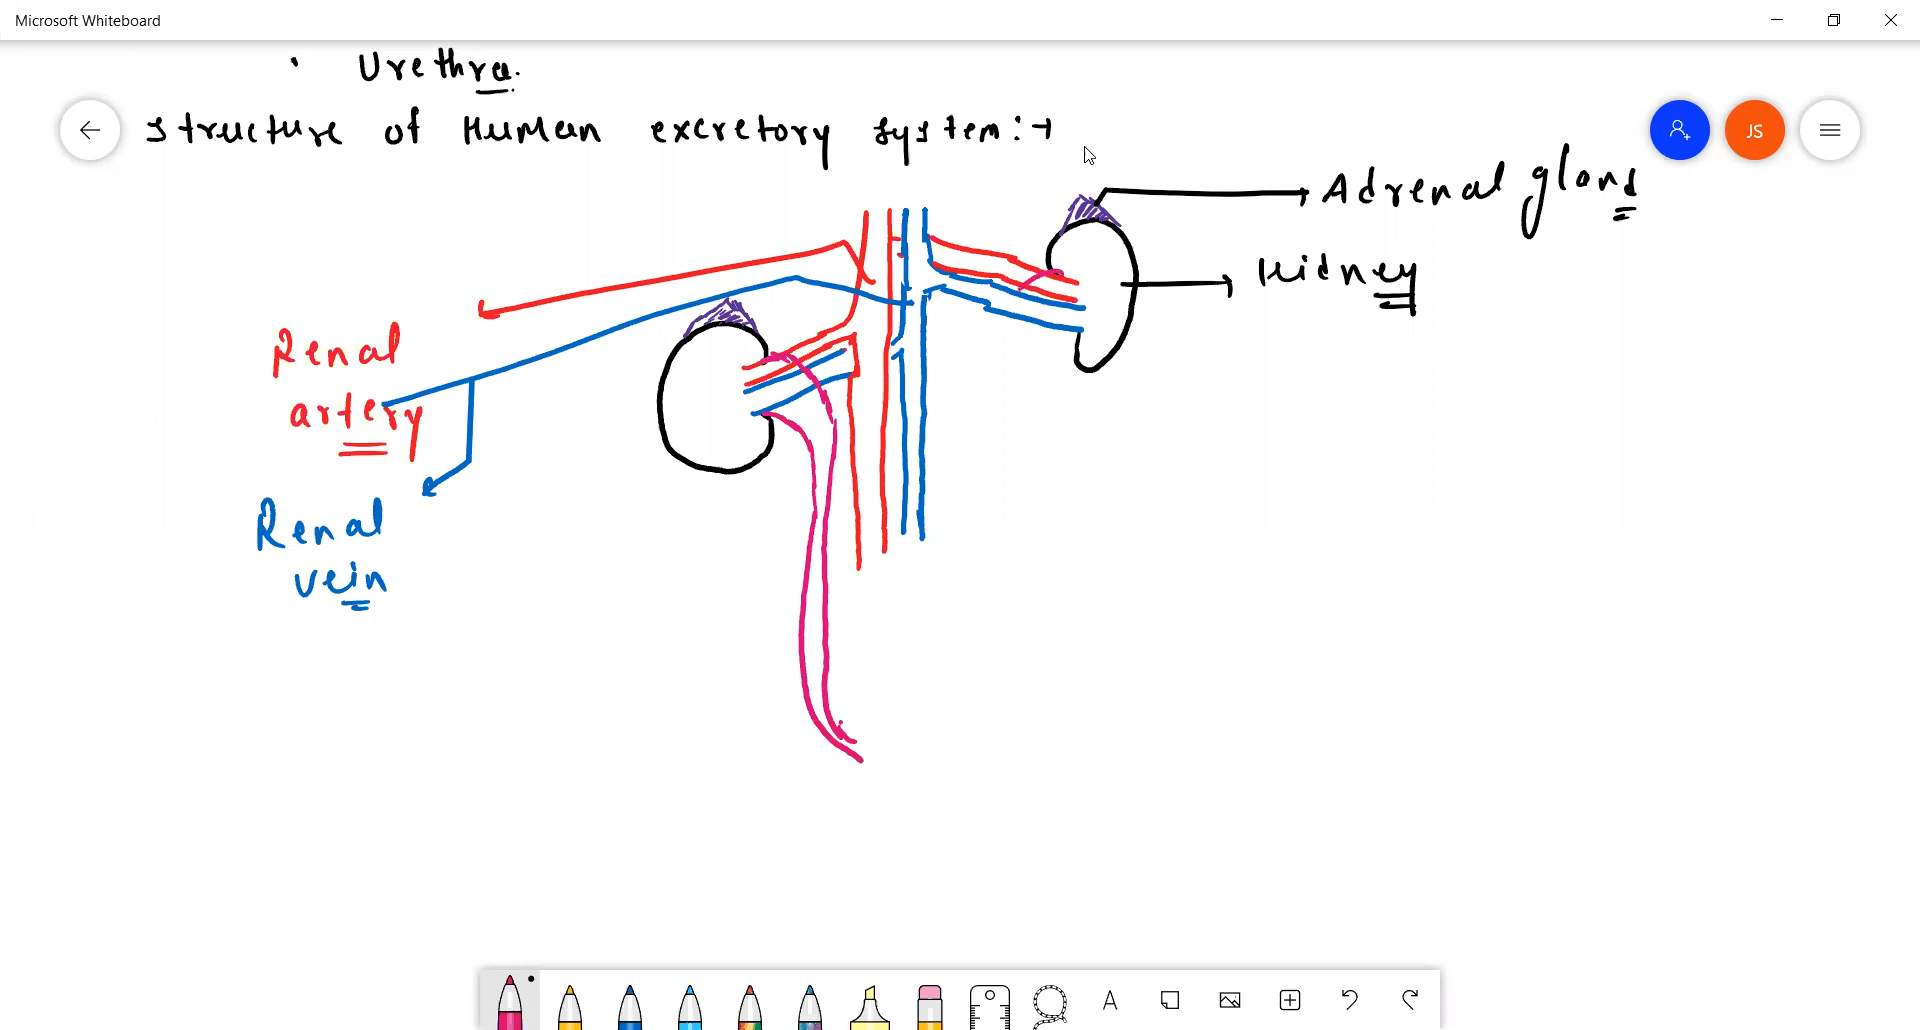 Microsoft Whiteboard
• Urethra.
structure of Human excretory system:→
JS
Adrenal gland
Kidney
Renal
artery
Renal
vein
A